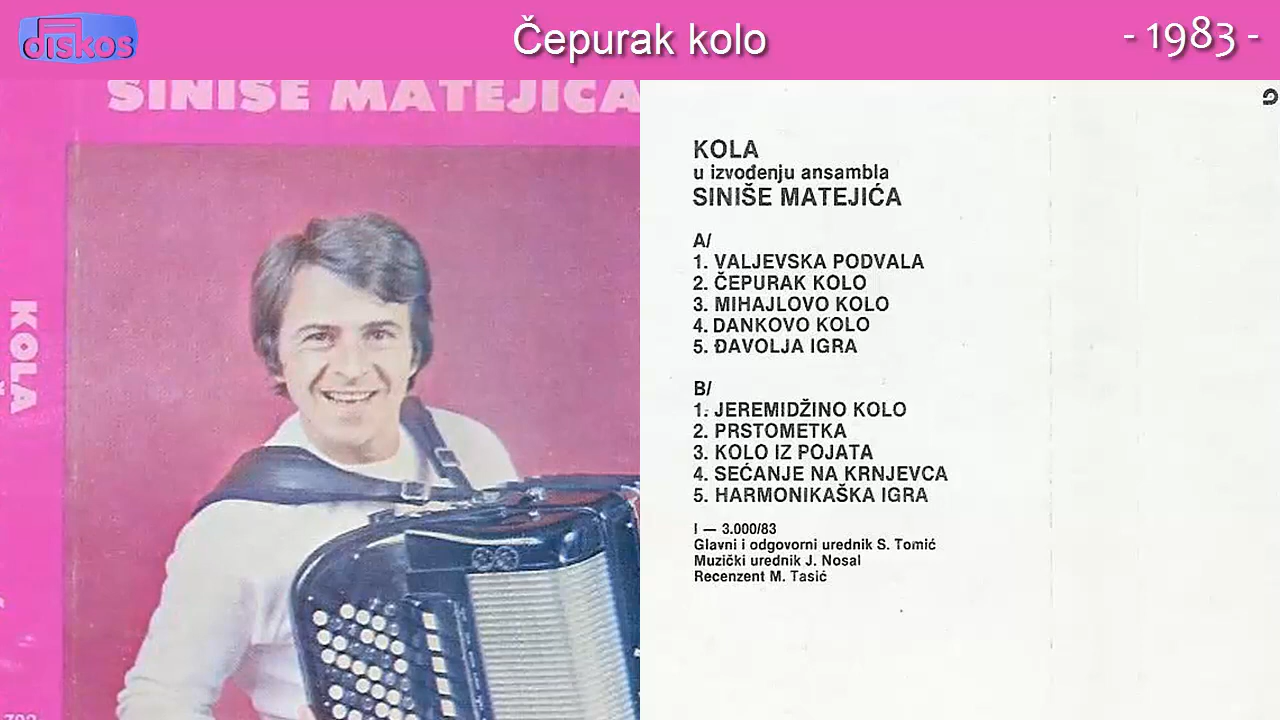 diskos
Čepurak kolo
- 1983 -
SINIŠE MATEJIĆA
KOLA
KOLA
u izvođenju ansambla
SINIŠE MATEJIĆA
A/
1. VALJEVSKA PODVALA
2. ČEPURAK KOLO
3. MIHAJLOVO KOLO
4. DANKOVO KOLO
5. ĐAVOLJA IGRA
B/
1. JEREMIDŽINO KOLO
2. PRSTOMETKA
3. KOLO IZ POJATA
4. SEĆANJE NA KRNJEVCA
5. HARMONIKAŠKA IGRA
I — 3.000/83
Glavni i odgovorni urednik S. Tomić
Muzički urednik J. Nosal
Recenzent M. Tasić